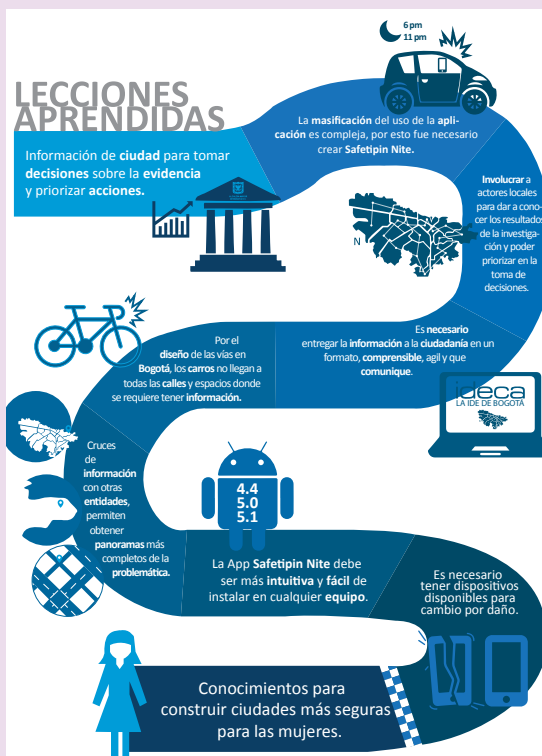 LECCIONES
APRENDIDAS
Información de ciudad para tomar
decisiones sobre la evidencia
y priorizar acciones.
6 pm
11 pm
La masificación del uso de la apli-
cación es compleja, por esto fue necesario
crear Safetipin Nite.
Involucrar a
actores locales
para dar a cono-
cer los resultados
de la investiga-
ción y poder
priorizar en la
toma de
decisiones.
N
Es necesario
entregar la información a la ciudadanía en un
formato, comprensible, agil y que
comunique.
ideca
LA IDE DE BOGOTÁ
Por el
diseño de las vías en
Bogotá, los carros no llegan a
todas las calles y espacios donde
se requiere tener información.
Cruces
de
información
con otras
entidades,
permiten
obtener
panoramas más
completos de la
problemática.
4.4
5.0
5.1
La App Safetipin Nite debe
ser más intuitiva y fácil de
instalar en cualquier equipo.
Es necesario
tener dispositivos
disponibles para
cambio por daño.
Conocimientos para
construir ciudades más seguras
para las mujeres.